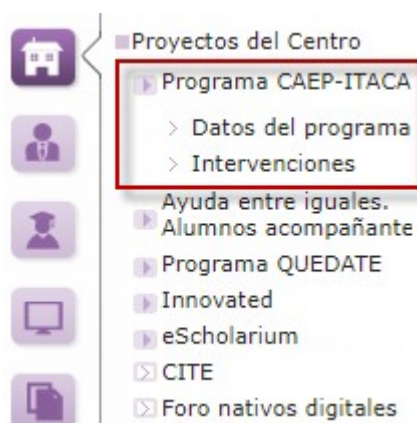 Proyectos del Centro
Programa CAEP-ITACA
> Datos del programa
> Intervenciones
Ayuda entre iguales.
Alumnos acompañante
Programa QUEDATE
Innovated
eScholarium
CITE
Foro nativos digitales